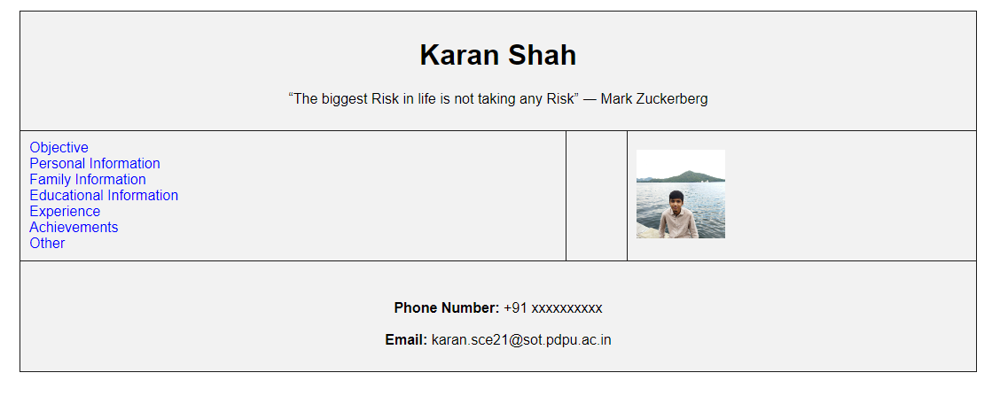 Karan Shah
“The biggest Risk in life is not taking any Risk” — Mark Zuckerberg
Objective
Personal Information
Family Information
Educational Information
Experience
Achievements
Other
Phone Number: +91 xxxxxxxxxx
Email: karan.sce21@sot.pdpu.ac.in